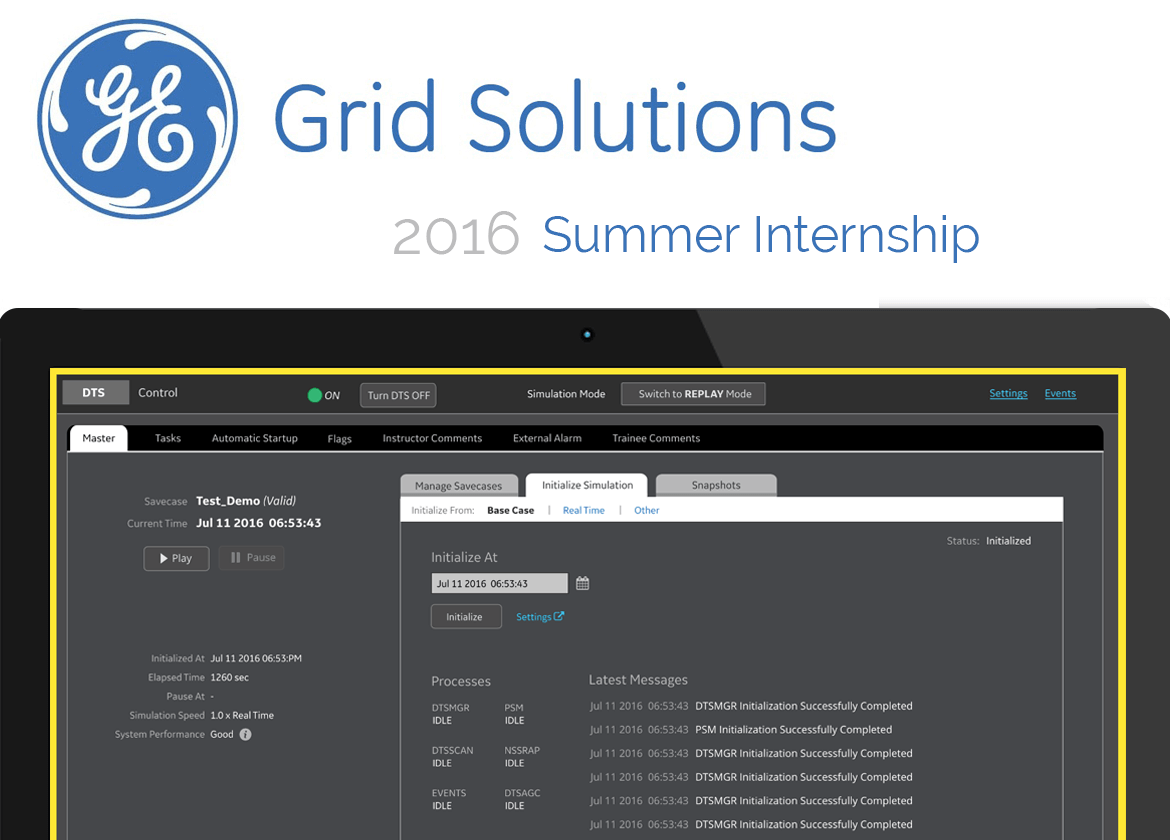 GE
Grid Solutions
2016 Summer Internship
DTS Control ON Turn DTS OFF Simulation Mode Switch to REPLAY Mode Settings Events
Master Tasks Automatic Startup Flags Instructor Comments External Alarm Trainee Comments
Manage Savecases Initialize Simulation Snapshots
Savecase Test_Demo (Valid)
Current Time Jul 11 2016 06:53:43
Play Pause
Initialize From: Base Case | Real Time | Other
Status: Initialized
Initialize At
Jul 11 2016 06:53:43
Initialize Settings
Initialized At Jul 11 2016 06:53:PM
Elapsed Time 1260 sec
Pause At -
Simulation Speed 1.0 x Real Time
System Performance Good i
Processes
DTSMGR PSM
IDLE IDLE
DTSSCAN NSSRAP
IDLE IDLE
EVENTS DTSAGC
IDLE IDLE
Latest Messages
Jul 11 2016 06:53:43 DTSMGR Initialization Successfully Completed
Jul 11 2016 06:53:43 PSM Initialization Successfully Completed
Jul 11 2016 06:53:43 DTSMGR Initialization Successfully Completed
Jul 11 2016 06:53:43 DTSMGR Initialization Successfully Completed
Jul 11 2016 06:53:43 DTSMGR Initialization Successfully Completed
Jul 11 2016 06:53:43 DTSMGR Initialization Successfully Completed